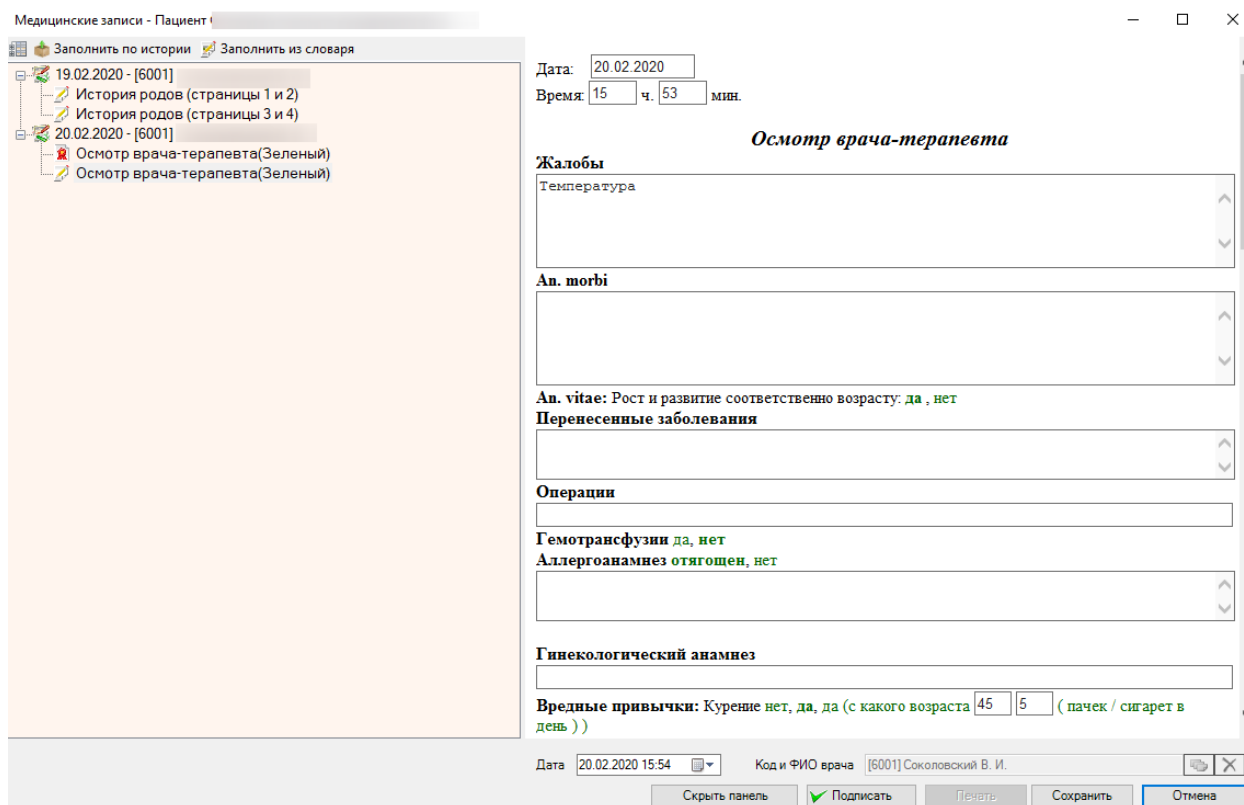 Медицинские записи - Пациент
Заполнить по истории Заполнить из словаря
19.02.2020 - [6001]
История родов (страницы 1 и 2)
История родов (страницы 3 и 4)
20.02.2020 - [6001]
Осмотр врача-терапевта(Зеленый)
Осмотр врача-терапевта(Зеленый)
Дата: 20.02.2020
Время: 15 ч. 53 мин.
Осмотр врача-терапевта
Жалобы
Температура
An. morbi
An. vitae: Рост и развитие соответственно возрасту: да , нет
Перенесенные заболевания
Операции
Гемотрансфузии да, нет
Аллергоанамнез отягощен, нет
Гинекологический анамнез
Вредные привычки: Курение нет, да, да (с какого возраста 45 5 ( пачек / сигарет в
день ) )
Дата 20.02.2020 15:54 Код и ФИО врача [6001] Соколовский В. И.
Скрыть панель Подписать Печать Сохранить Отмена